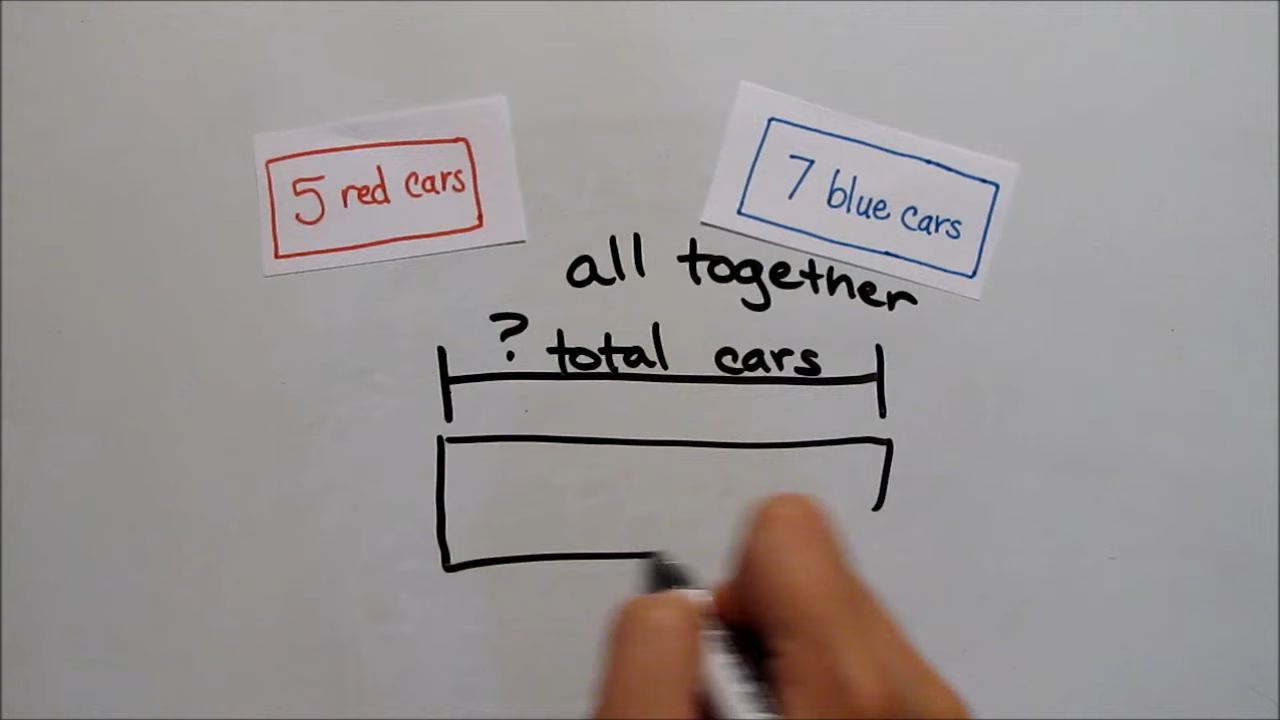 5 red cars
7 blue cars
all together
? total cars